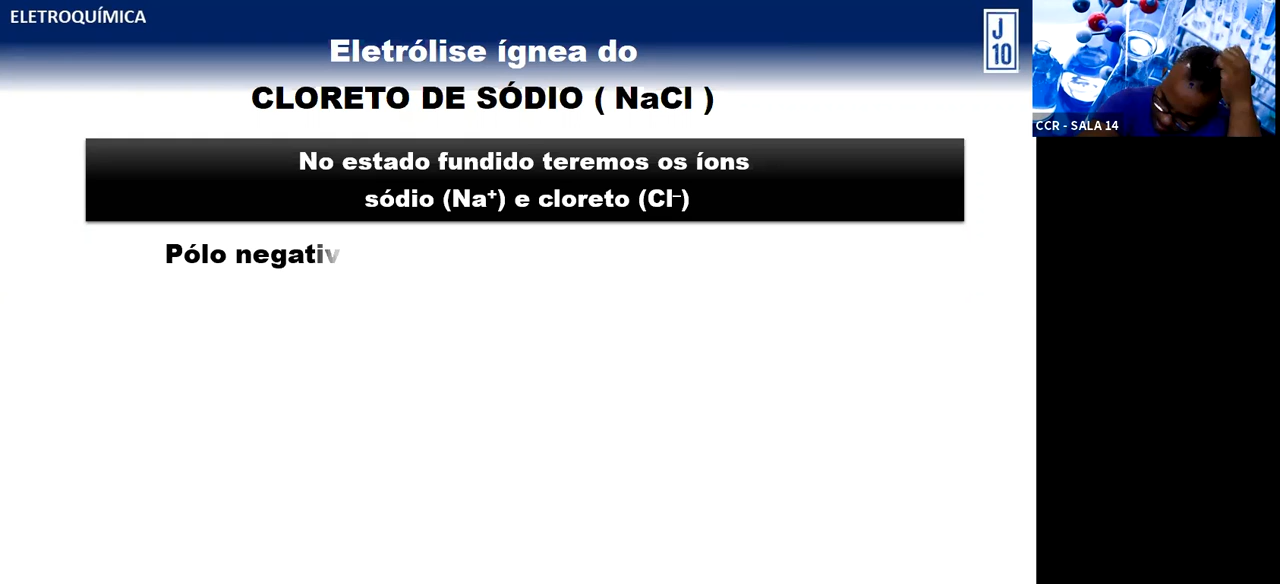 ELETROQUÍMICA
J
10
Eletrólise ígnea do
CLORETO DE SÓDIO ( NaCl )
No estado fundido teremos os íons
sódio (Na⁺) e cloreto (Cl⁻)
Pólo negativ
CCR - SALA 14